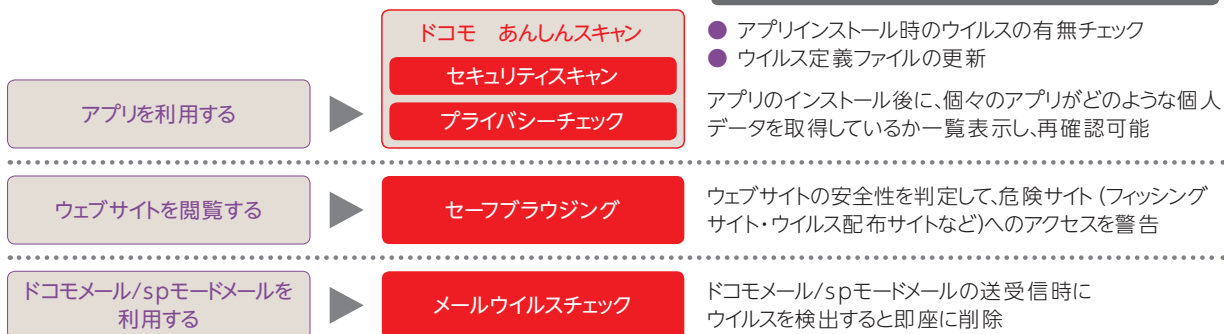 ドコモ　あんしんスキャン
セキュリティスキャン
プライバシーチェック
アプリを利用する
● アプリインストール時のウイルスの有無チェック
● ウイルス定義ファイルの更新
アプリのインストール後に、個々のアプリがどのような個人
データを取得しているか一覧表示し、再確認可能
ウェブサイトを閲覧する
セーフブラウジング
ウェブサイトの安全性を判定して、危険サイト（フィッシング
サイト・ウイルス配布サイトなど）へのアクセスを警告
ドコモメール/spモードメールを
利用する
メールウイルスチェック
ドコモメール/spモードメールの送受信時に
ウイルスを検出すると即座に削除